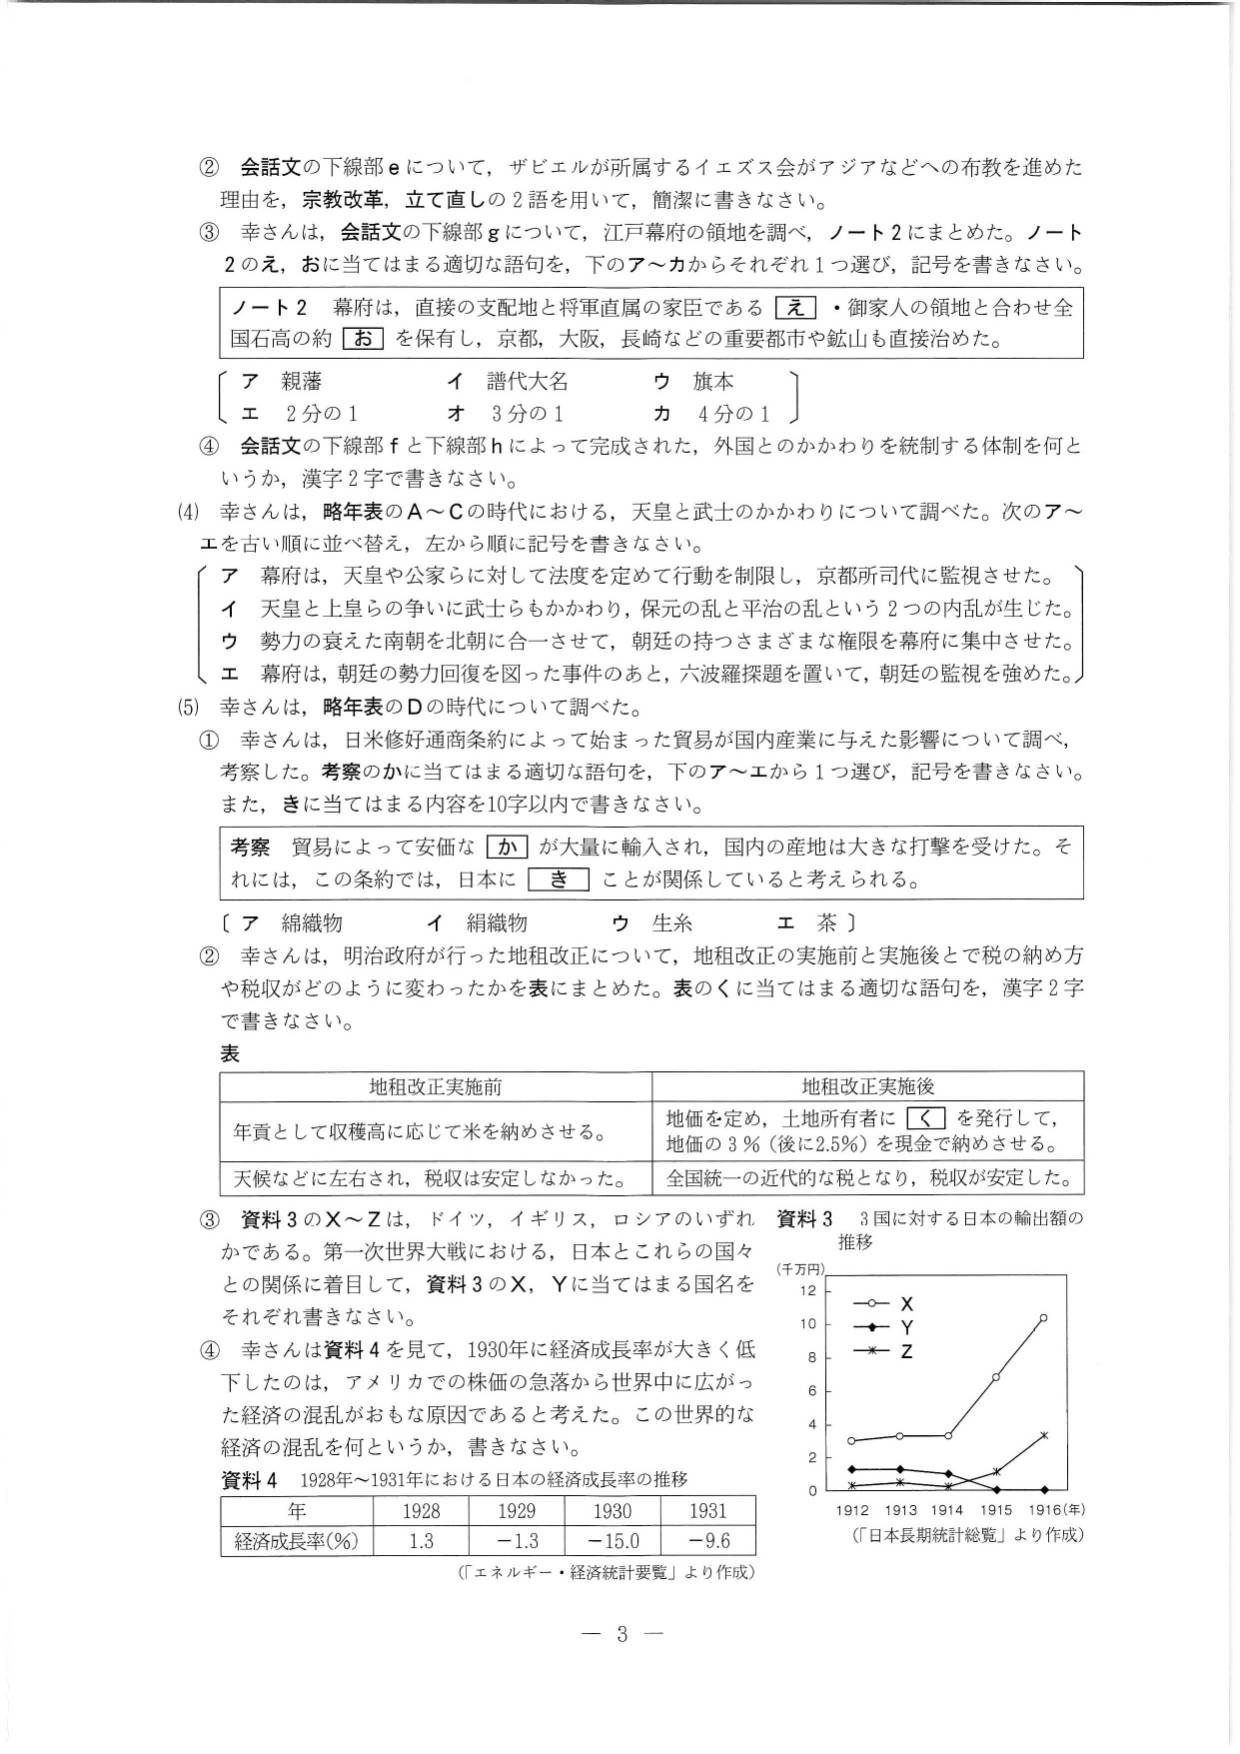 ② 会話文の下線部eについて，ザビエルが所属するイエズス会がアジアなどへの布教を進めた
理由を，宗教改革，立て直しの2語を用いて，簡潔に書きなさい。
③ 幸さんは，会話文の下線部gについて，江戸幕府の領地を調べ，ノート2にまとめた。ノート
2のえ，おに当てはまる適切な語句を，下のア～カからそれぞれ1つ選び，記号を書きなさい。
ノート2 幕府は，直接の支配地と将軍直属の家臣である え ・御家人の領地と合わせ全
国石高の約 お を保有し，京都，大阪，長崎などの重要都市や鉱山も直接治めた。
ア 親藩 イ 譜代大名 ウ 旗本
エ 2分の1 オ 3分の1 カ 4分の1
④ 会話文の下線部fと下線部hによって完成された，外国とのかかわりを統制する体制を何と
いうか，漢字2字で書きなさい。
(4) 幸さんは，略年表のA～Cの時代における，天皇と武士のかかわりについて調べた。次のア～
エを古い順に並べ替え，左から順に記号を書きなさい。
ア 幕府は，天皇や公家らに対して法度を定めて行動を制限し，京都所司代に監視させた。
イ 天皇と上皇らの争いに武士らもかかわり，保元の乱と平治の乱という2つの内乱が生じた。
ウ 勢力の衰えた南朝を北朝に合一させて，朝廷の持つさまざまな権限を幕府に集中させた。
エ 幕府は，朝廷の勢力回復を図った事件のあと，六波羅探題を置いて，朝廷の監視を強めた。
(5) 幸さんは，略年表のDの時代について調べた。
① 幸さんは，日米修好通商条約によって始まった貿易が国内産業に与えた影響について調べ，
考察した。考察のかに当てはまる適切な語句を，下のア～エから1つ選び，記号を書きなさい。
また，きに当てはまる内容を10字以内で書きなさい。
考察 貿易によって安価な か が大量に輸入され，国内の産地は大きな打撃を受けた。そ
れには，この条約では，日本に き ことが関係していると考えられる。
〔 ア 綿織物 イ 絹織物 ウ 生糸 エ 茶 〕
② 幸さんは，明治政府が行った地租改正について，地租改正の実施前と実施後とで税の納め方
や税収がどのように変わったかを表にまとめた。表のくに当てはまる適切な語句を，漢字2字
で書きなさい。
表
地租改正実施前 地租改正実施後
年貢として収穫高に応じて米を納めさせる。 地価を定め，土地所有者に く を発行して，
地価の3％（後に2.5％）を現金で納めさせる。
天候などに左右され，税収は安定しなかった。 全国統一の近代的な税となり，税収が安定した。
③ 資料3のX～Zは，ドイツ，イギリス，ロシアのいずれ
かである。第一次世界大戦における，日本とこれらの国々
との関係に着目して，資料3のX，Yに当てはまる国名を
それぞれ書きなさい。
④ 幸さんは資料4を見て，1930年に経済成長率が大きく低
下したのは，アメリカでの株価の急落から世界中に広がっ
た経済の混乱がおもな原因であると考えた。この世界的な
経済の混乱を何というか，書きなさい。
資料4 1928年～1931年における日本の経済成長率の推移
年 1928 1929 1930 1931
経済成長率(％) 1.3 －1.3 －15.0 －9.6
（「エネルギー・経済統計要覧」より作成）
資料3 3国に対する日本の輸出額の
推移
(千万円)
12
10
8
6
4
2
0
X
Y
Z
1912 1913 1914 1915 1916(年)
（「日本長期統計総覧」より作成）
— 3 —